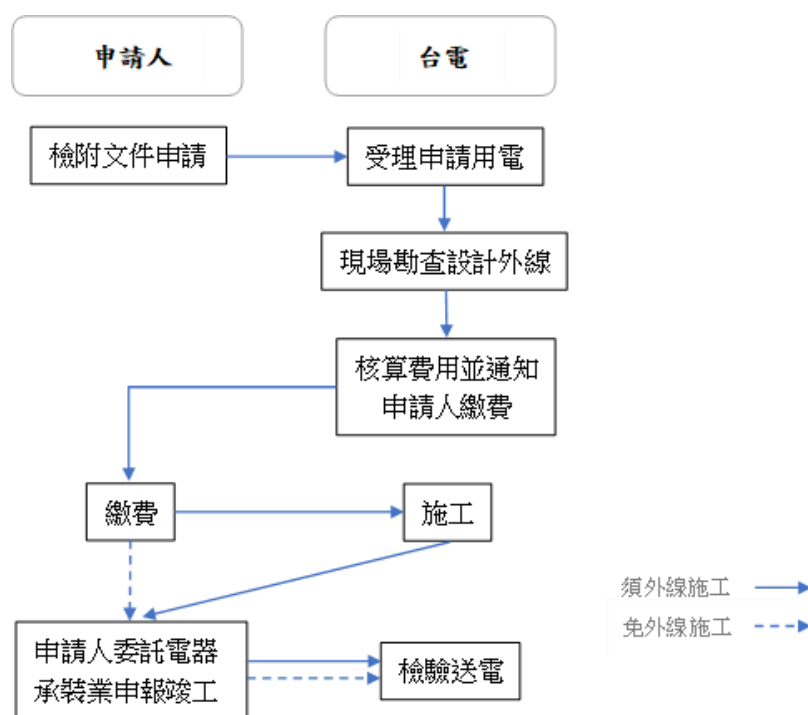 申請人
台電
檢附文件申請
受理申請用電
現場勘查設計外線
核算費用並通知
申請人繳費
繳費
施工
須外線施工
免外線施工
申請人委託電器
承裝業申報竣工
檢驗送電